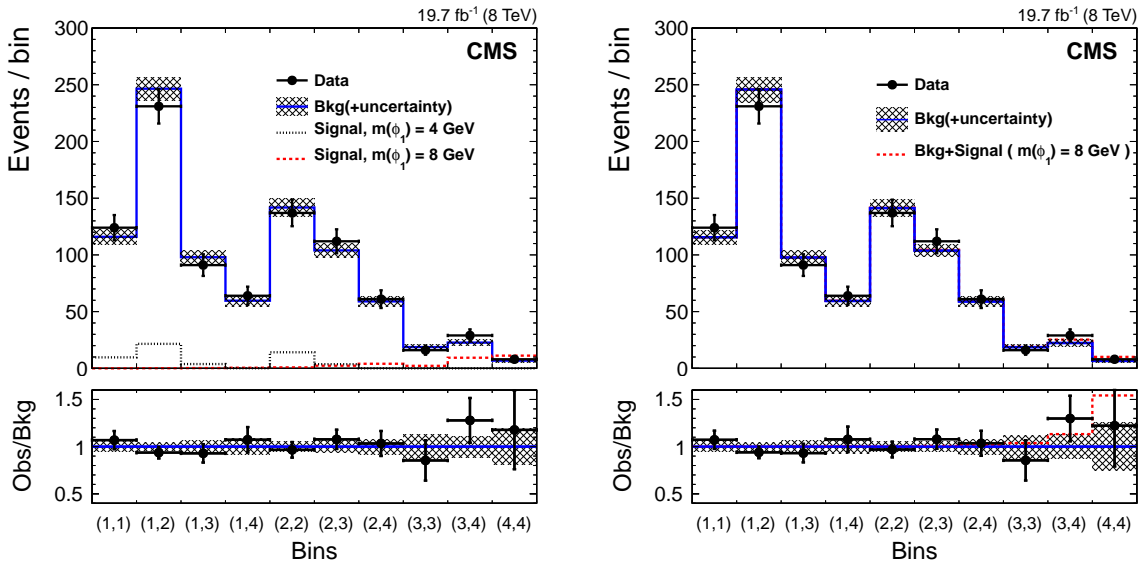 19.7 fb⁻¹ (8 TeV)
CMS
Events / bin
300
250
200
150
100
50
0
Data
Bkg(+uncertainty)
Signal, m(ϕ₁) = 4 GeV
Signal, m(ϕ₁) = 8 GeV
Obs/Bkg
1.5
1
0.5
(1,1) (1,2) (1,3) (1,4) (2,2) (2,3) (2,4) (3,3) (3,4) (4,4)
Bins
19.7 fb⁻¹ (8 TeV)
CMS
Events / bin
300
250
200
150
100
50
0
Data
Bkg(+uncertainty)
Bkg+Signal ( m(ϕ₁) = 8 GeV )
Obs/Bkg
1.5
1
0.5
(1,1) (1,2) (1,3) (1,4) (2,2) (2,3) (2,4) (3,3) (3,4) (4,4)
Bins